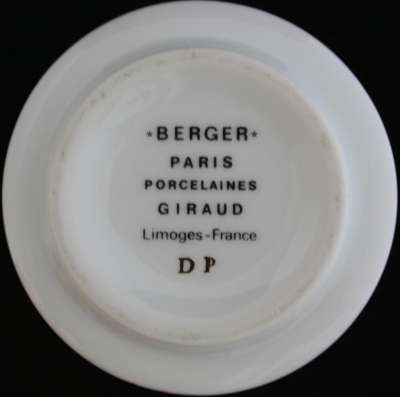 *BERGER*
PARIS
PORCELAINES
GIRAUD
Limoges-France
DP